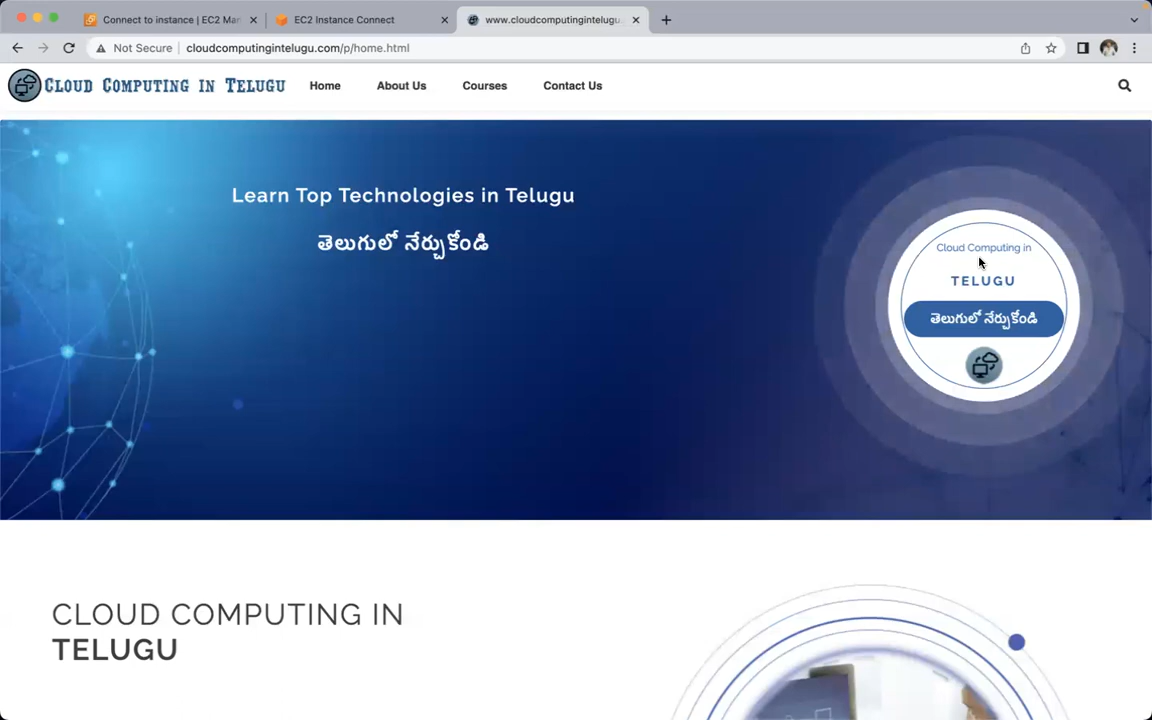 Connect to instance | EC2 Man
EC2 Instance Connect
www.cloudcomputingintelugu.
Not Secure
cloudcomputingintelugu.com/p/home.html
CLOUD COMPUTING IN TELUGU
Home
About Us
Courses
Contact Us
Learn Top Technologies in Telugu
తెలుగులో నేర్చుకోండి
Cloud Computing in
TELUGU
తెలుగులో నేర్చుకోండి
CLOUD COMPUTING IN
TELUGU